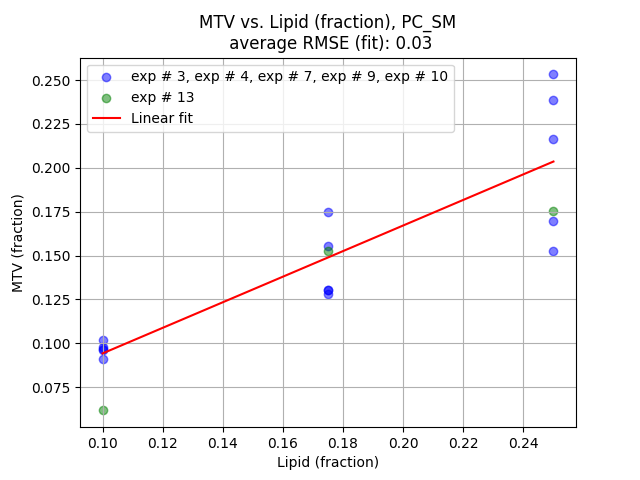 MTV vs. Lipid (fraction), PC_SM
average RMSE (fit): 0.03
exp # 3, exp # 4, exp # 7, exp # 9, exp # 10
exp # 13
Linear fit
0.250
0.225
0.200
0.175
0.150
0.125
0.100
0.075
MTV (fraction)
0.10 0.12 0.14 0.16 0.18 0.20 0.22 0.24
Lipid (fraction)